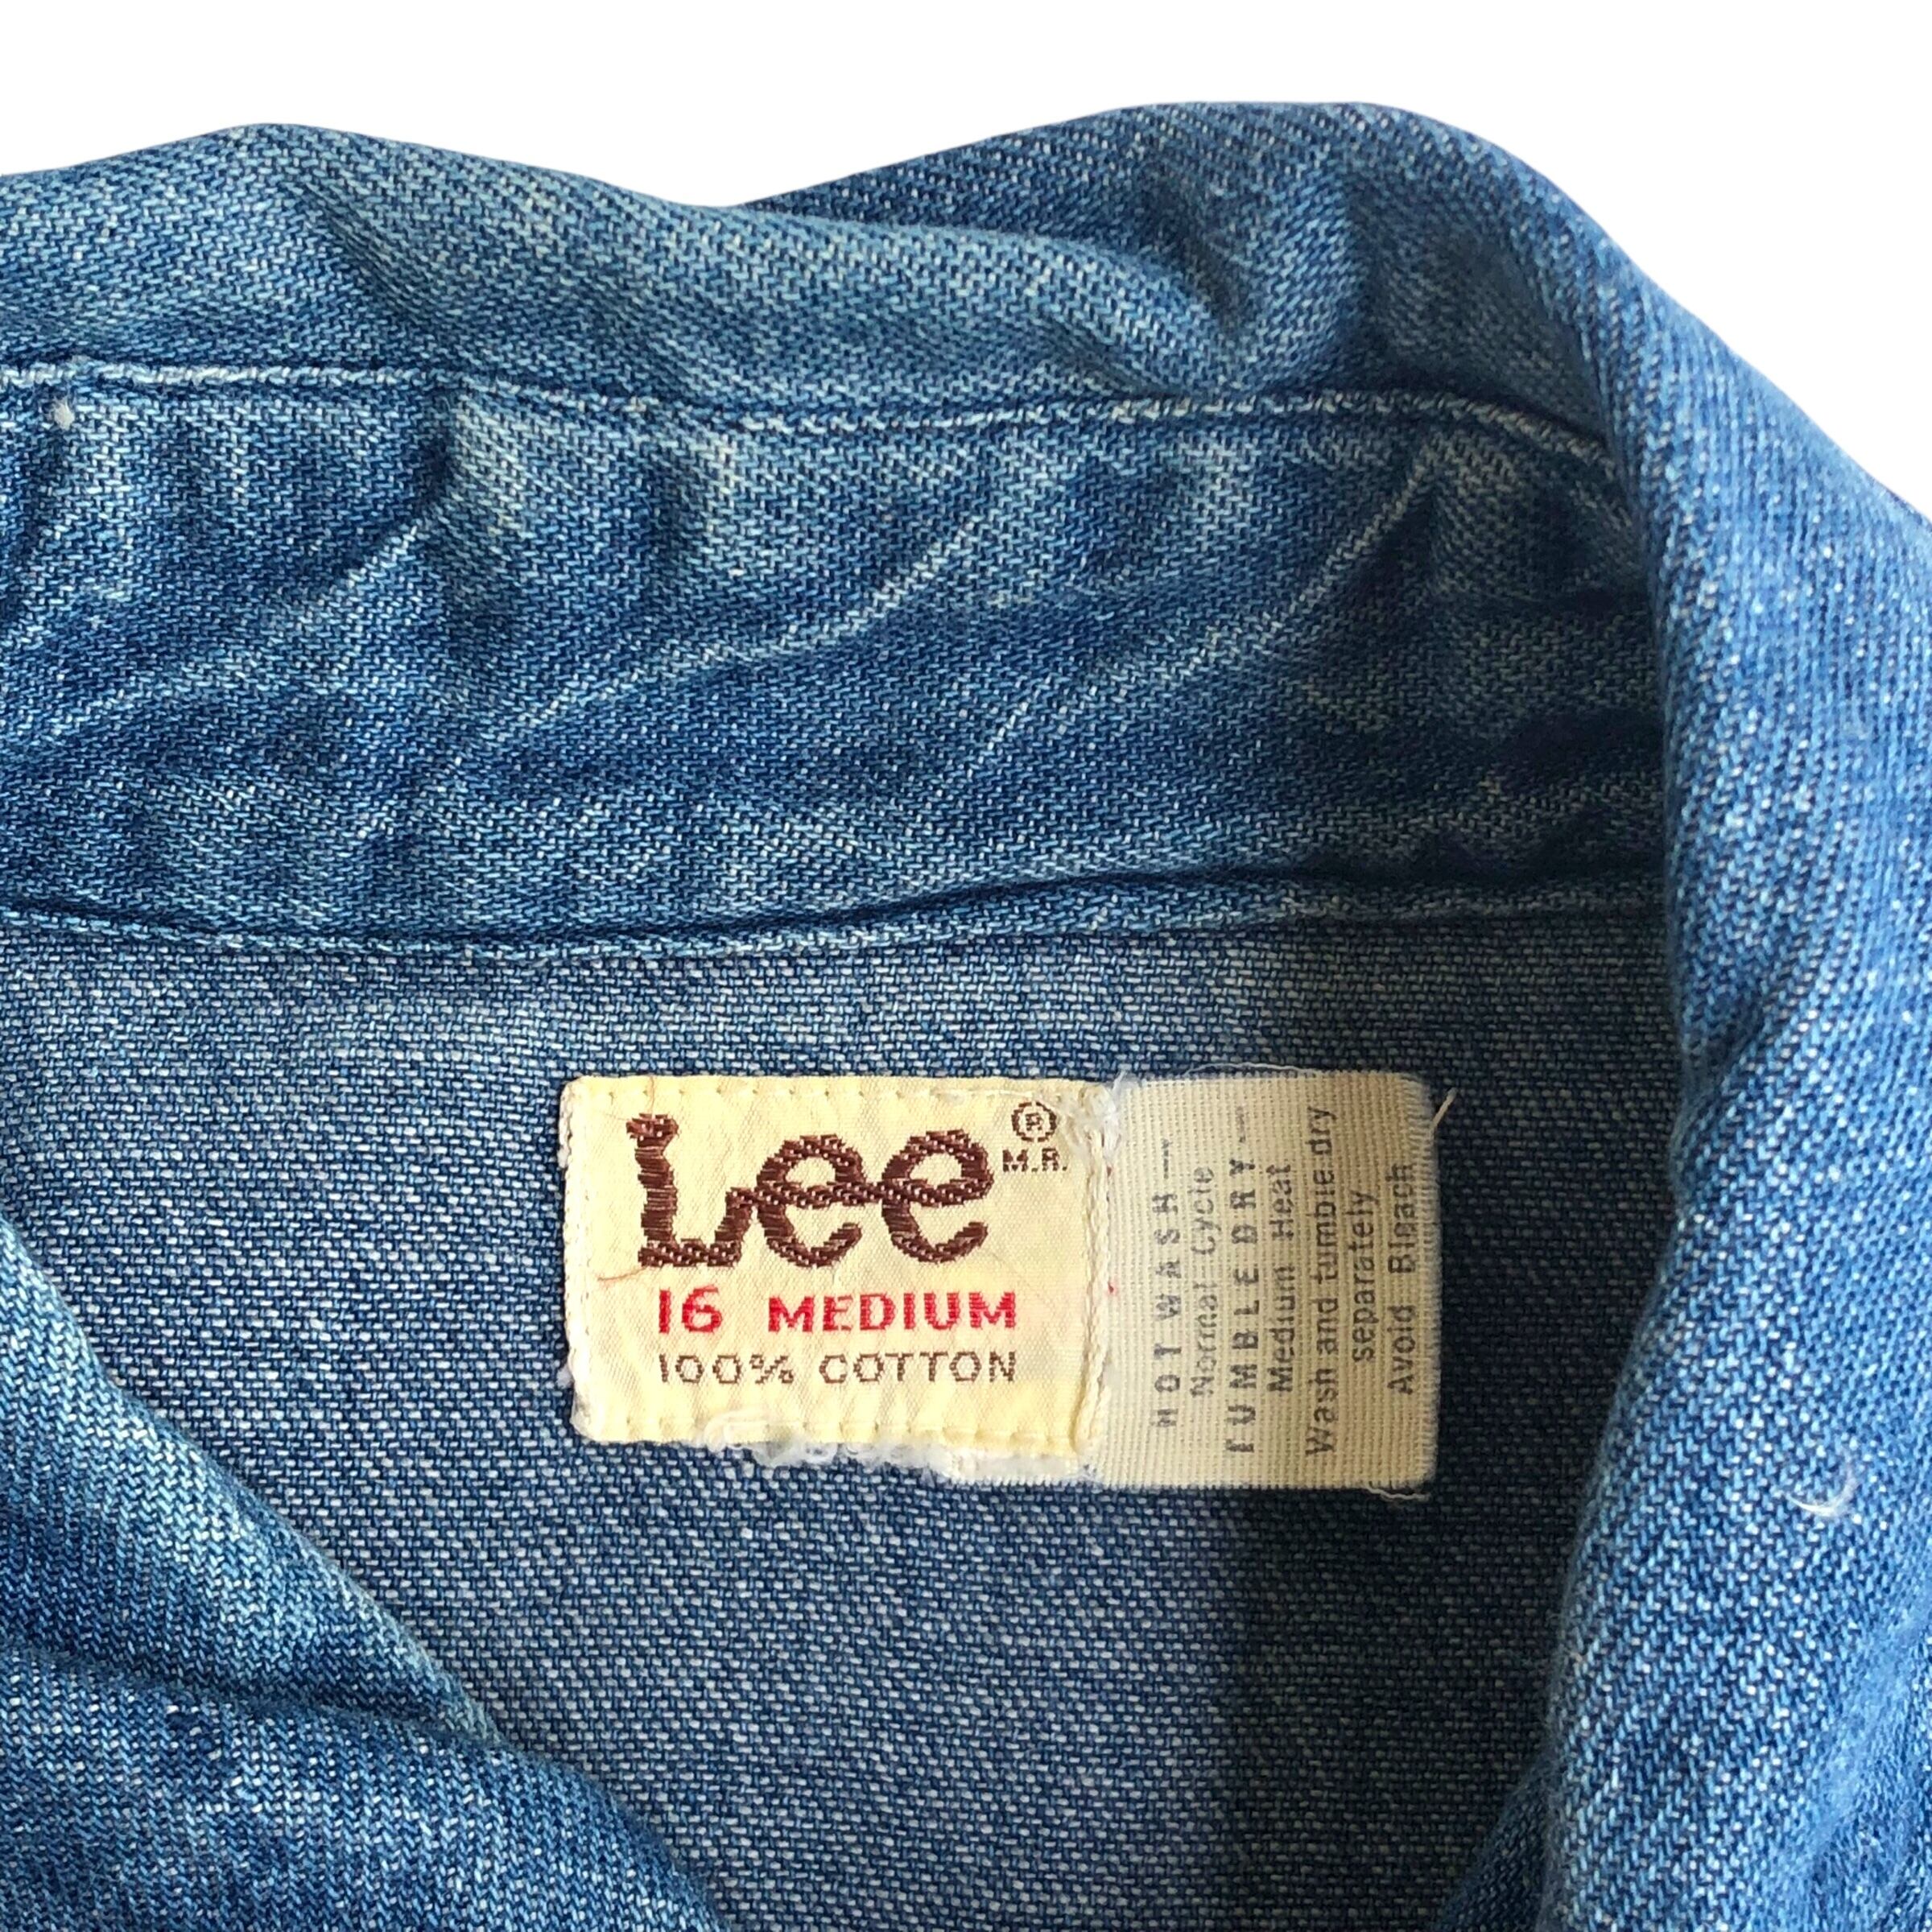 Lee ®
M.R.
16 MEDIUM
100% COTTON
HOT WASH—
Normal Cycle
TUMBLE DRY—
Medium Heat
Wash and tumble dry
separately
Avoid Bleach